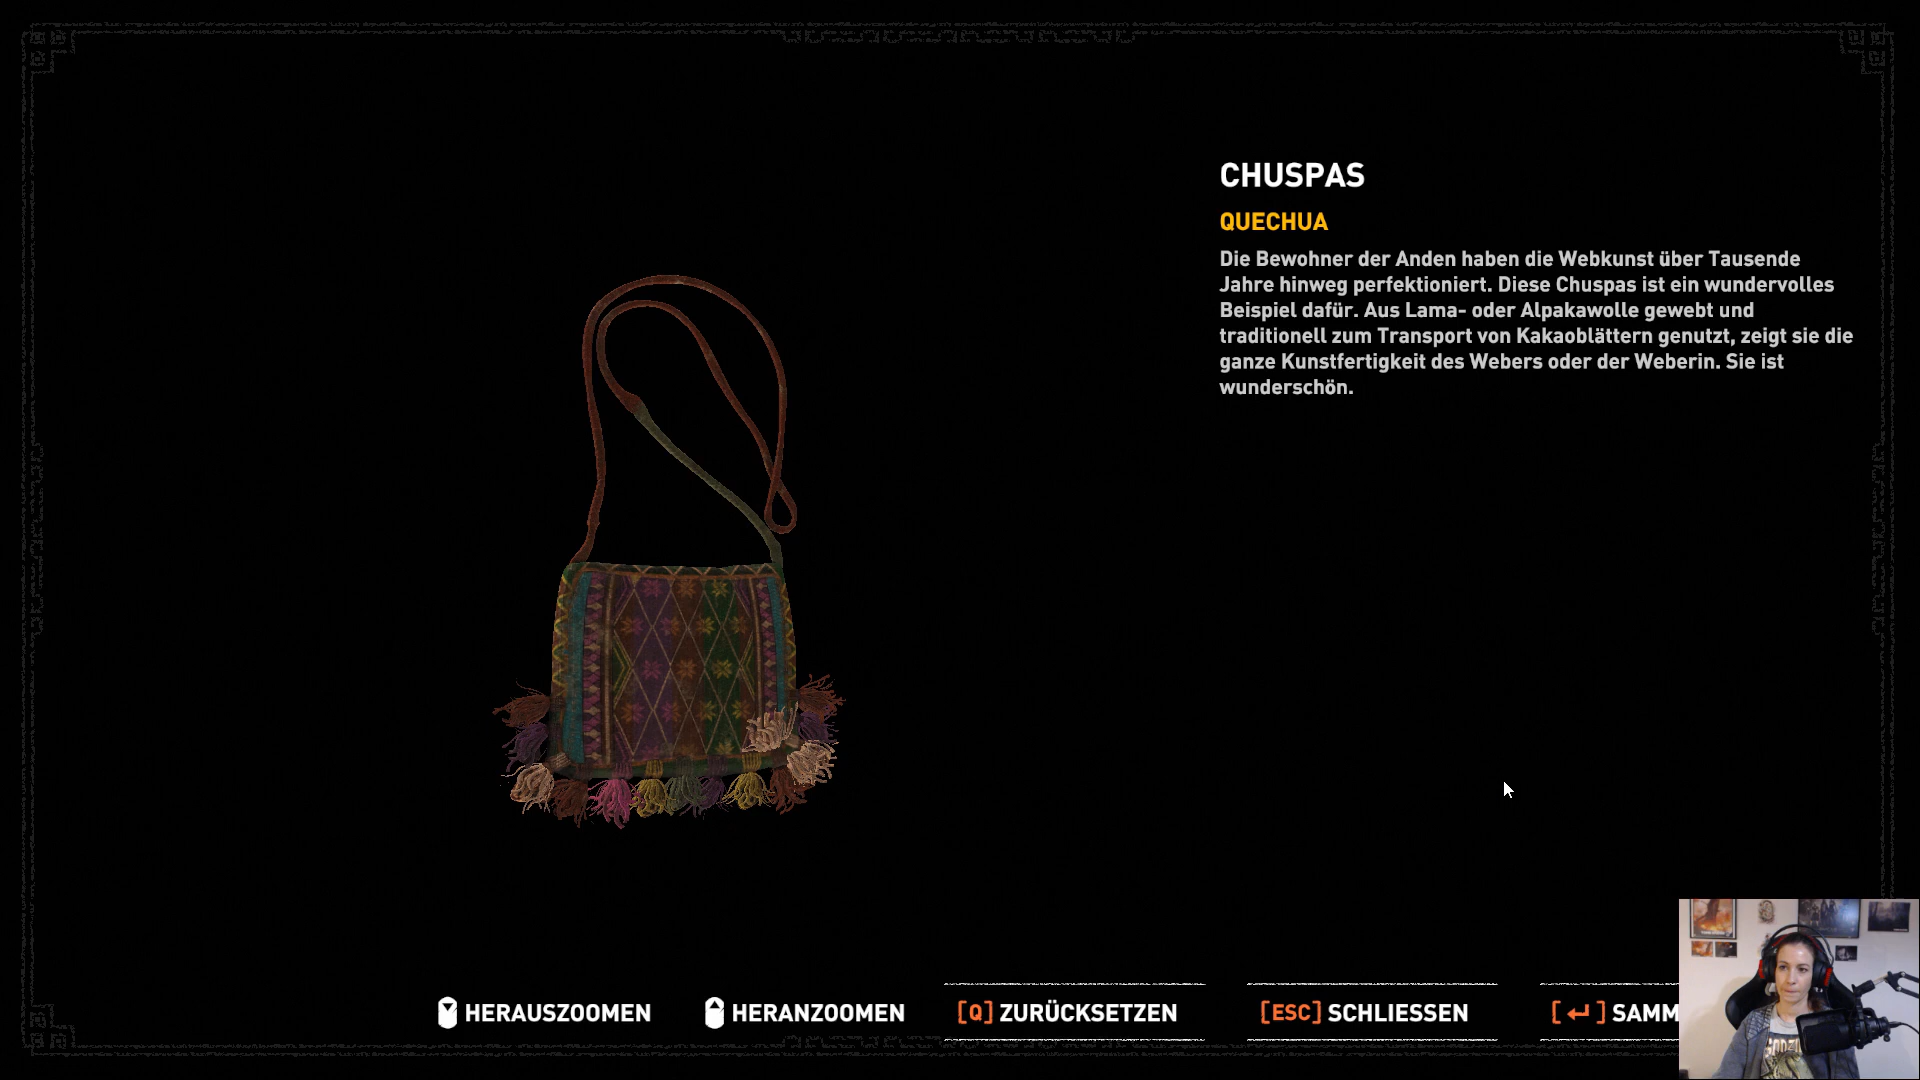 CHUSPAS
QUECHUA
Die Bewohner der Anden haben die Webkunst über Tausende
Jahre hinweg perfektioniert. Diese Chuspas ist ein wundervolles
Beispiel dafür. Aus Lama- oder Alpakawolle gewebt und
traditionell zum Transport von Kakaoblättern genutzt, zeigt sie die
ganze Kunstfertigkeit des Webers oder der Weberin. Sie ist
wunderschön.
HERAUSZOOMEN HERANZOOMEN [Q] ZURÜCKSETZEN [ESC] SCHLIESSEN [↵] SAMM